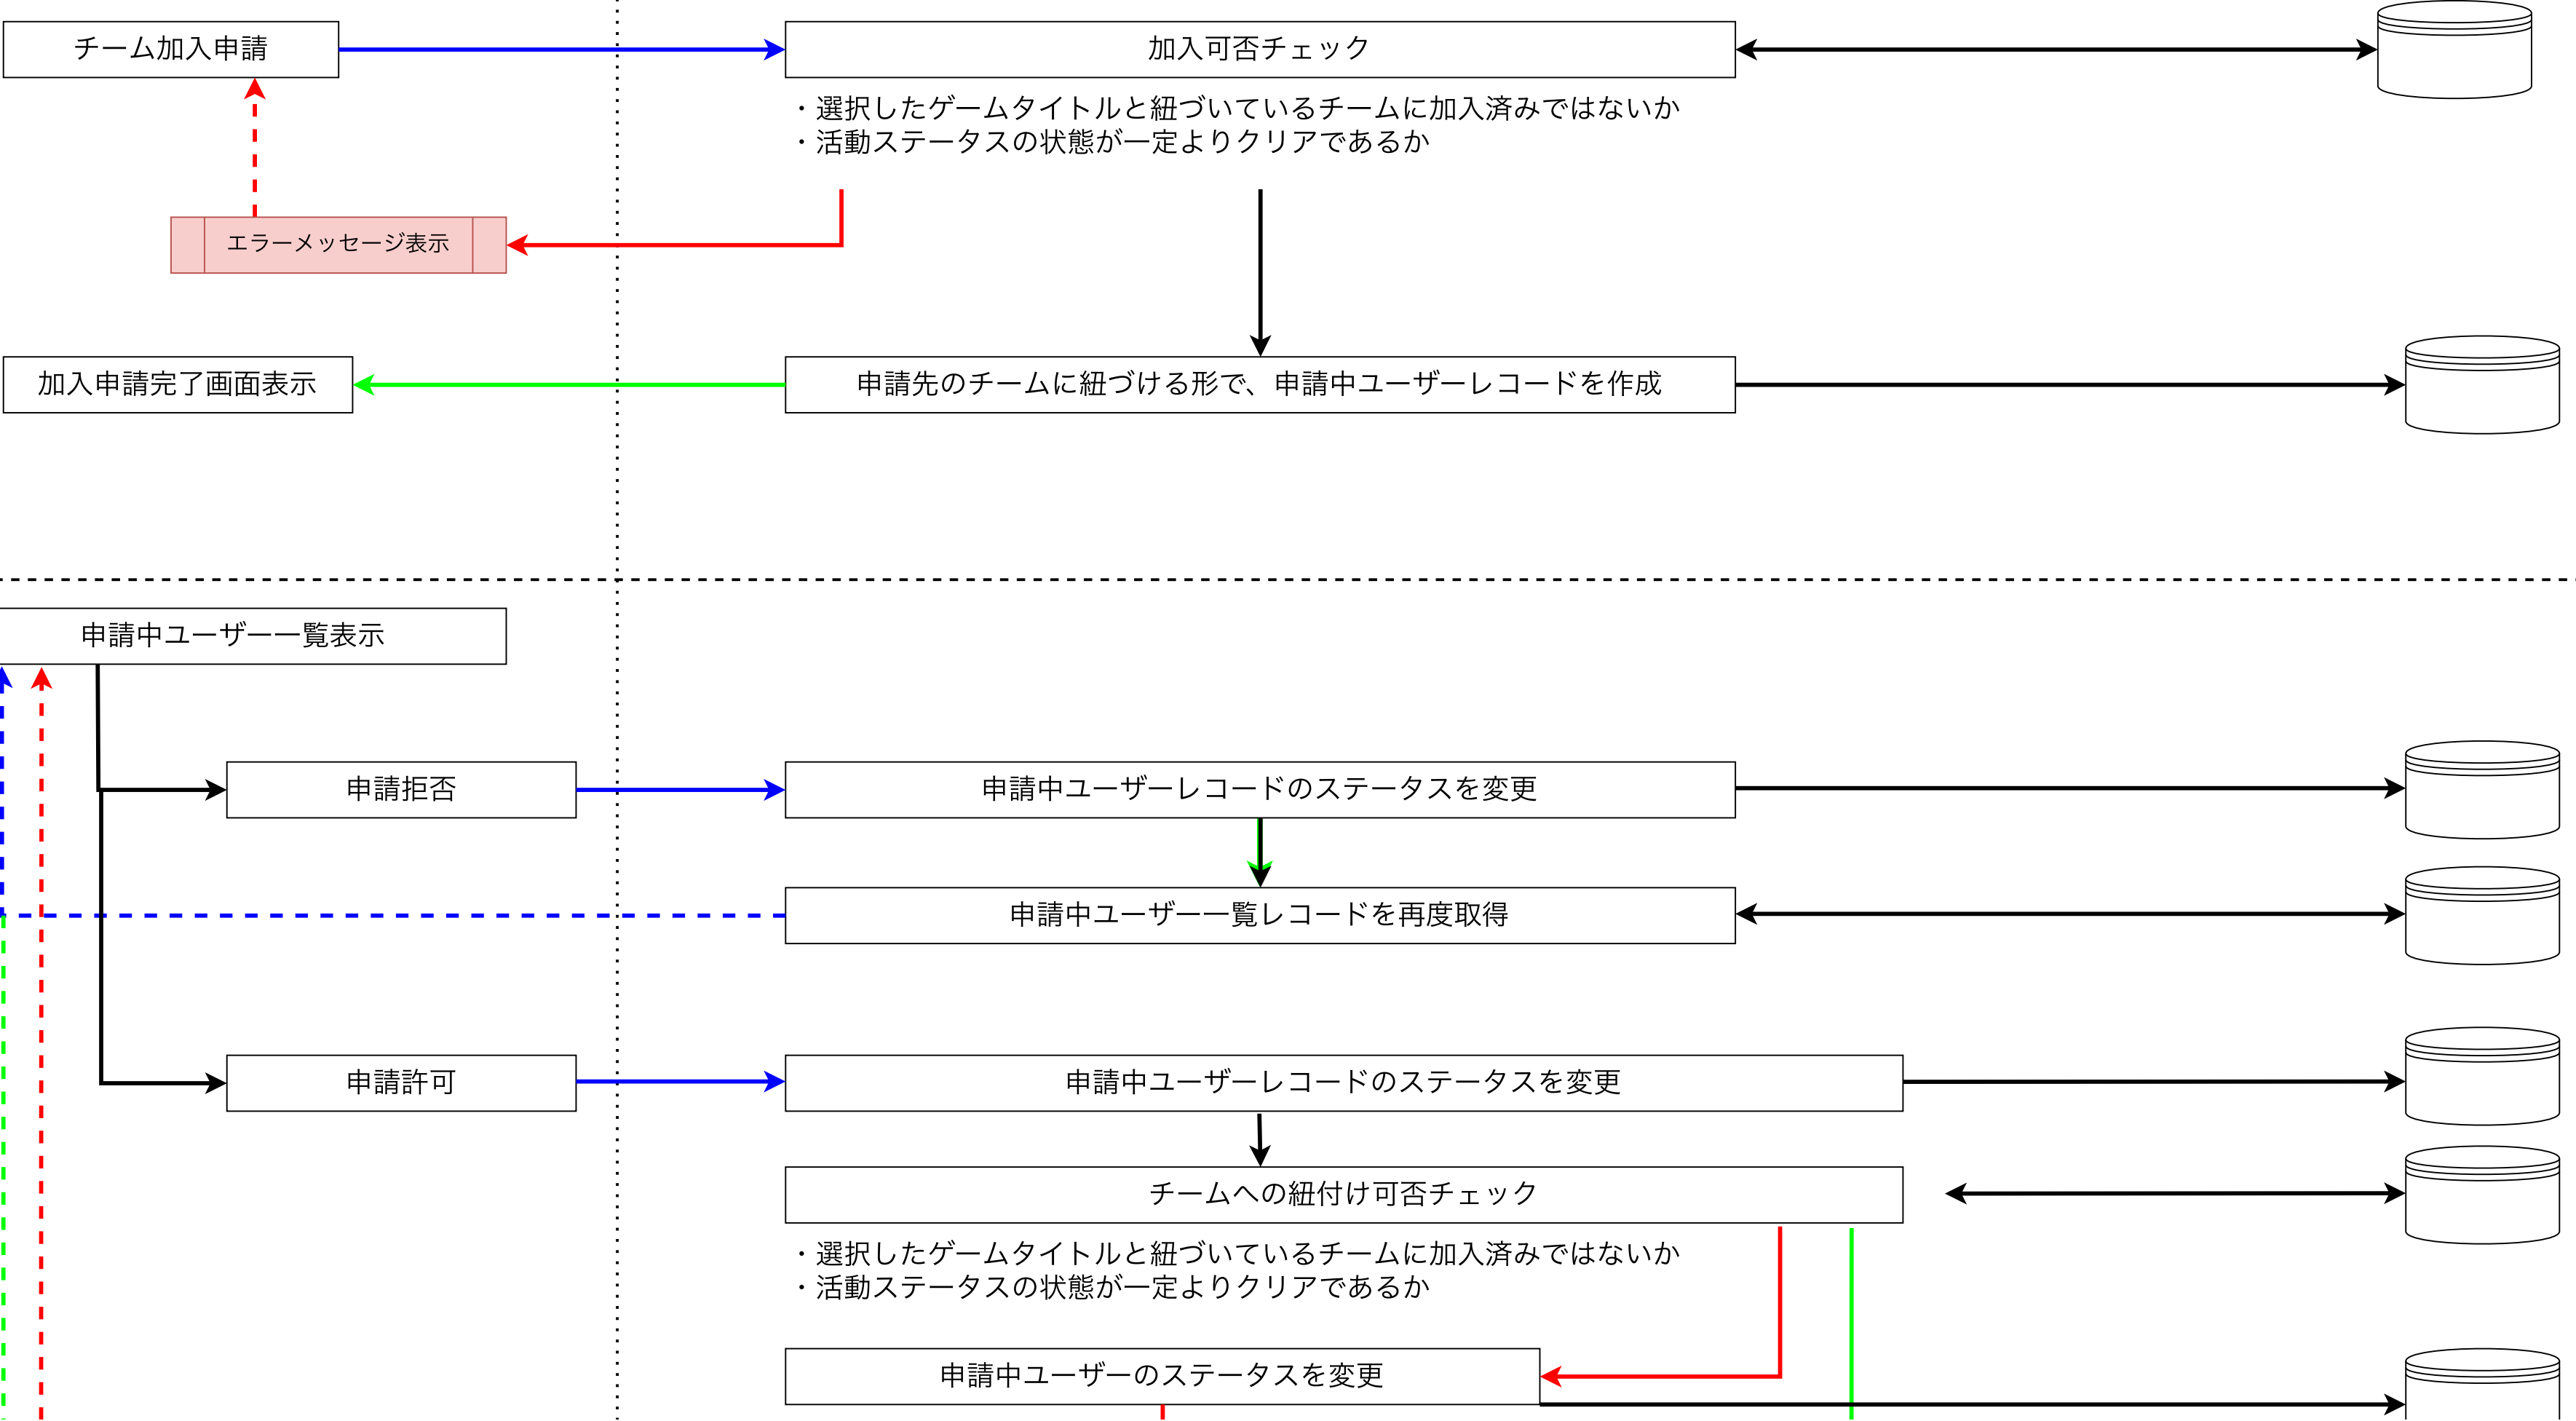 チーム加入申請
加入可否チェック
・選択したゲームタイトルと紐づいているチームに加入済みではないか
・活動ステータスの状態が一定よりクリアであるか
エラーメッセージ表示
加入申請完了画面表示
申請先のチームに紐づける形で、申請中ユーザーレコードを作成
申請中ユーザー一覧表示
申請拒否
申請中ユーザーレコードのステータスを変更
申請中ユーザー一覧レコードを再度取得
申請許可
申請中ユーザーレコードのステータスを変更
チームへの紐付け可否チェック
・選択したゲームタイトルと紐づいているチームに加入済みではないか
・活動ステータスの状態が一定よりクリアであるか
申請中ユーザーのステータスを変更